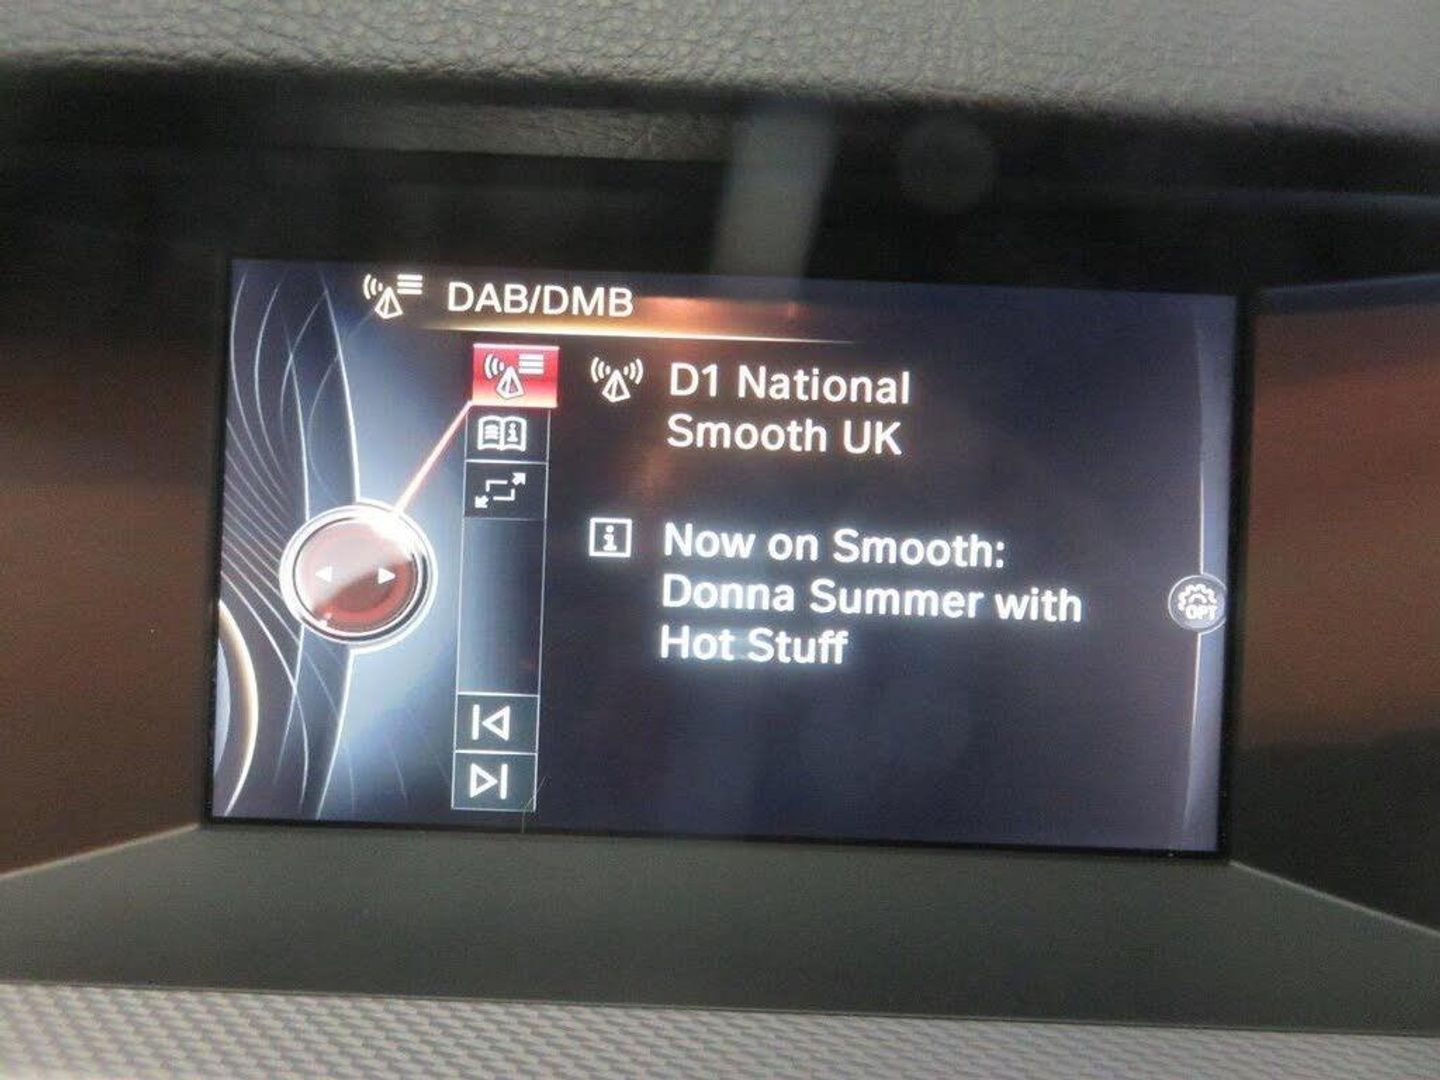 DAB/DMB
D1 National
Smooth UK
Now on Smooth:
Donna Summer with
Hot Stuff
OPT